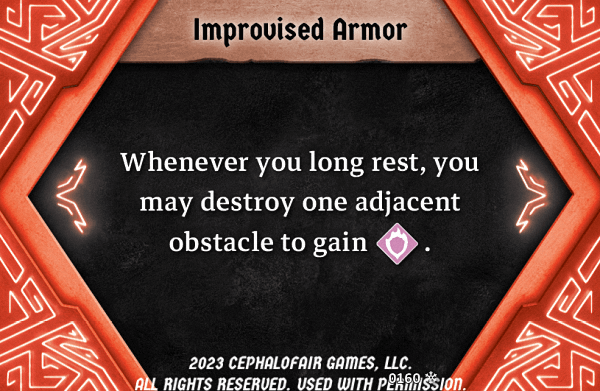 Improvised Armor
Whenever you long rest, you
may destroy one adjacent
obstacle to gain .
2023 CEPHALOFAIR GAMES, LLC.
ALL RIGHTS RESERVED. USED WITH PERMISSION.
0160